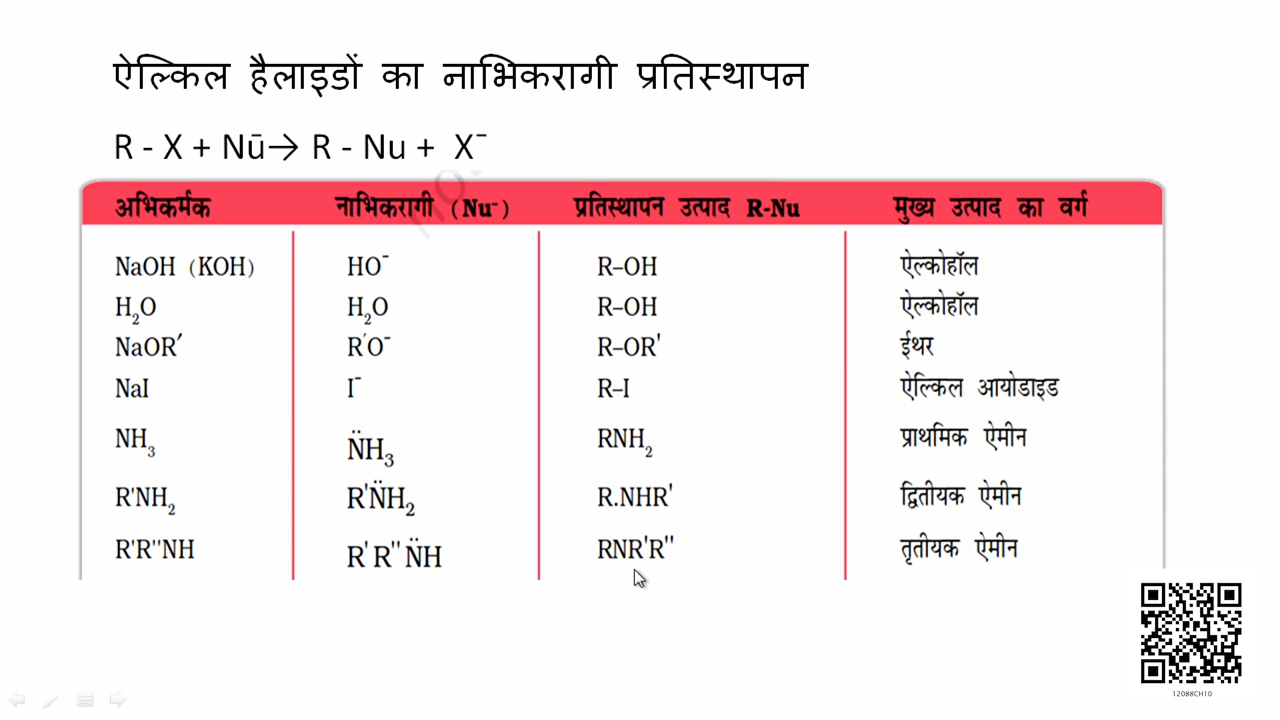 ऐल्किल हैलाइडों का नाभिकरागी प्रतिस्थापन
R - X + Nū→ R - Nu + X⁻
अभिकर्मक नाभिकरागी (Nu⁻) प्रतिस्थापन उत्पाद R-Nu मुख्य उत्पाद का वर्ग
NaOH (KOH) HO⁻ R–OH ऐल्कोहॉल
H₂O H₂O R–OH ऐल्कोहॉल
NaOR′ R′O⁻ R–OR' ईथर
NaI I⁻ R–I ऐल्किल आयोडाइड
NH₃ N̈H₃ RNH₂ प्राथमिक ऐमीन
R'NH₂ R'N̈H₂ R.NHR' द्वितीयक ऐमीन
R'R''NH R'R''N̈H RNR'R'' तृतीयक ऐमीन
12088CH10